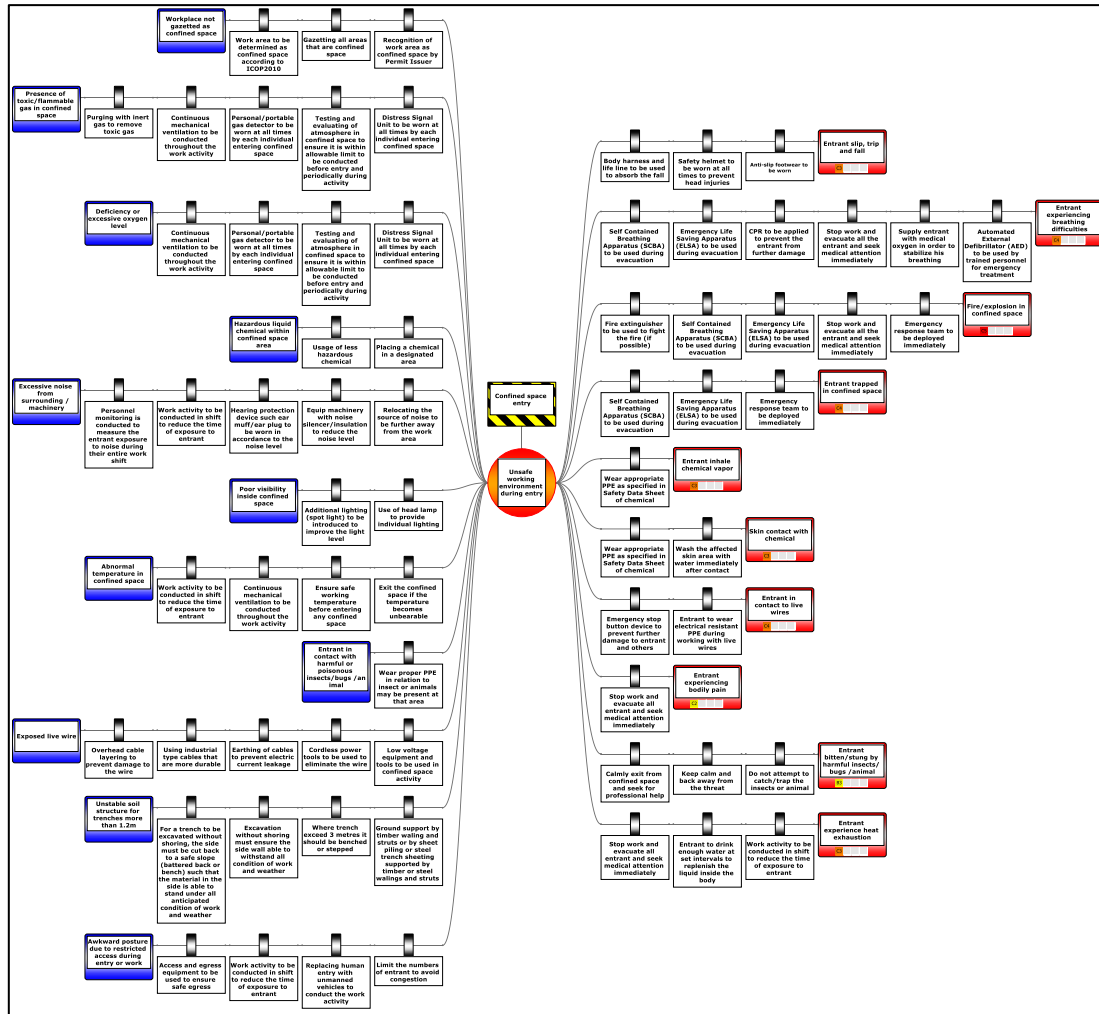 Workplace not
gazetted as
confined space
Work area to be
determined as
confined space
according to
ICOP2010
Gazetting all areas
that are confined
space
Recognition of
work area as
confined space by
Permit Issuer
Presence of
toxic/flammable
gas in confined
space
Purging with inert
gas to remove
toxic gas
Continuous
mechanical
ventilation to be
conducted
throughout the
work activity
Personal/portable
gas detector to be
worn at all times
by each individual
entering confined
space
Testing and
evaluating of
atmosphere in
confined space to
ensure it is within
allowable limit to
be conducted
before entry and
periodically during
activity
Distress Signal
Unit to be worn at
all times by each
individual entering
confined space
Deficiency or
excessive oxygen
level
Continuous
mechanical
ventilation to be
conducted
throughout the
work activity
Personal/portable
gas detector to be
worn at all times
by each individual
entering confined
space
Testing and
evaluating of
atmosphere in
confined space to
ensure it is within
allowable limit to
be conducted
before entry and
periodically during
activity
Distress Signal
Unit to be worn at
all times by each
individual entering
confined space
Hazardous liquid
chemical within
confined space
area
Usage of less
hazardous
chemical
Placing a chemical
in a designated
area
Excessive noise
from
surrounding /
machinery
Personnel
monitoring is
conducted to
measure the
entrant exposure
to noise during
their entire work
shift
Work activity to be
conducted in shift
to reduce the time
of exposure to
entrant
Hearing protection
device such ear
muff/ear plug to
be worn in
accordance to the
noise level
Equip machinery
with noise
silencer/insulation
to reduce the
noise level
Relocating the
source of noise to
be further away
from the work
area
Poor visibility
inside confined
space
Additional lighting
(spot light) to be
introduced to
improve the light
level
Use of head lamp
to provide
individual lighting
Abnormal
temperature in
confined space
Work activity to be
conducted in shift
to reduce the time
of exposure to
entrant
Continuous
mechanical
ventilation to be
conducted
throughout the
work activity
Ensure safe
working
temperature
before entering
any confined
space
Exit the confined
space if the
temperature
becomes
unbearable
Entrant in
contact with
harmful or
poisonous
insects/bugs /an
imal
Wear proper PPE
in relation to
insect or animals
may be present at
that area
Exposed live wire
Overhead cable
layering to
prevent damage to
the wire
Using industrial
type cables that
are more durable
Earthing of cables
to prevent electric
current leakage
Cordless power
tools to be used to
eliminate the wire
Low voltage
equipment and
tools to be used in
confined space
activity
Unstable soil
structure for
trenches more
than 1.2m
For a trench to be
excavated without
shoring, the side
must be cut back
to a safe slope
(battered back or
bench) such that
the material in the
side is able to
stand under all
anticipated
condition of work
and weather
Excavation
without shoring
must ensure the
side wall able to
withstand all
condition of work
and weather
Where trench
exceed 3 metres it
should be benched
or stepped
Ground support by
timber waling and
struts or by sheet
piling or steel
trench sheeting
supported by
timber or steel
walings and struts
Awkward posture
due to restricted
access during
entry or work
Access and egress
equipment to be
used to ensure
safe egress
Work activity to be
conducted in shift
to reduce the time
of exposure to
entrant
Replacing human
entry with
unmanned
vehicles to
conduct the work
activity
Limit the numbers
of entrant to avoid
congestion
Confined space
entry
Unsafe
working
environment
during entry
Body harness and
life line to be used
to absorb the fall
Safety helmet to
be worn at all
times to prevent
head injuries
Anti-slip footwear to
be worn
Entrant slip, trip
and fall
Self Contained
Breathing
Apparatus (SCBA)
to be used during
evacuation
Emergency Life
Saving Apparatus
(ELSA) to be used
during evacuation
CPR to be applied
to prevent the
entrant from
further damage
Stop work and
evacuate all the
entrant and seek
medical attention
immediately
Supply entrant
with medical
oxygen in order to
stabilize his
breathing
Automated
External
Defibrillator (AED)
to be used by
trained personnel
for emergency
treatment
Entrant
experiencing
breathing
difficulties
Fire extinguisher
to be used to fight
the fire (if
possible)
Self Contained
Breathing
Apparatus (SCBA)
to be used during
evacuation
Emergency Life
Saving Apparatus
(ELSA) to be used
during evacuation
Stop work and
evacuate all the
entrant and seek
medical attention
immediately
Emergency
response team to
be deployed
immediately
Fire/explosion in
confined space
Self Contained
Breathing
Apparatus (SCBA)
to be used during
evacuation
Emergency Life
Saving Apparatus
(ELSA) to be used
during evacuation
Emergency
response team to
be deployed
immediately
Entrant trapped
in confined space
Wear appropriate
PPE as specified in
Safety Data Sheet
of chemical
Entrant inhale
chemical vapor
Wear appropriate
PPE as specified in
Safety Data Sheet
of chemical
Wash the affected
skin area with
water immediately
after contact
Skin contact with
chemical
Emergency stop
button device to
prevent further
damage to entrant
and others
Entrant to wear
electrical resistant
PPE during
working with live
wires
Entrant in
contact to live
wires
Stop work and
evacuate all
entrant and seek
medical attention
immediately
Entrant
experiencing
bodily pain
C2
Calmly exit from
confined space
and seek for
professional help
Keep calm and
back away from
the threat
Do not attempt to
catch/trap the
insects or animal
Entrant
bitten/stung by
harmful insects/
bugs /animal
Stop work and
evacuate all
entrant and seek
medical attention
immediately
Entrant to drink
enough water at
set intervals to
replenish the
liquid inside the
body
Work activity to be
conducted in shift
to reduce the time
of exposure to
entrant
Entrant
experience heat
exhaustion